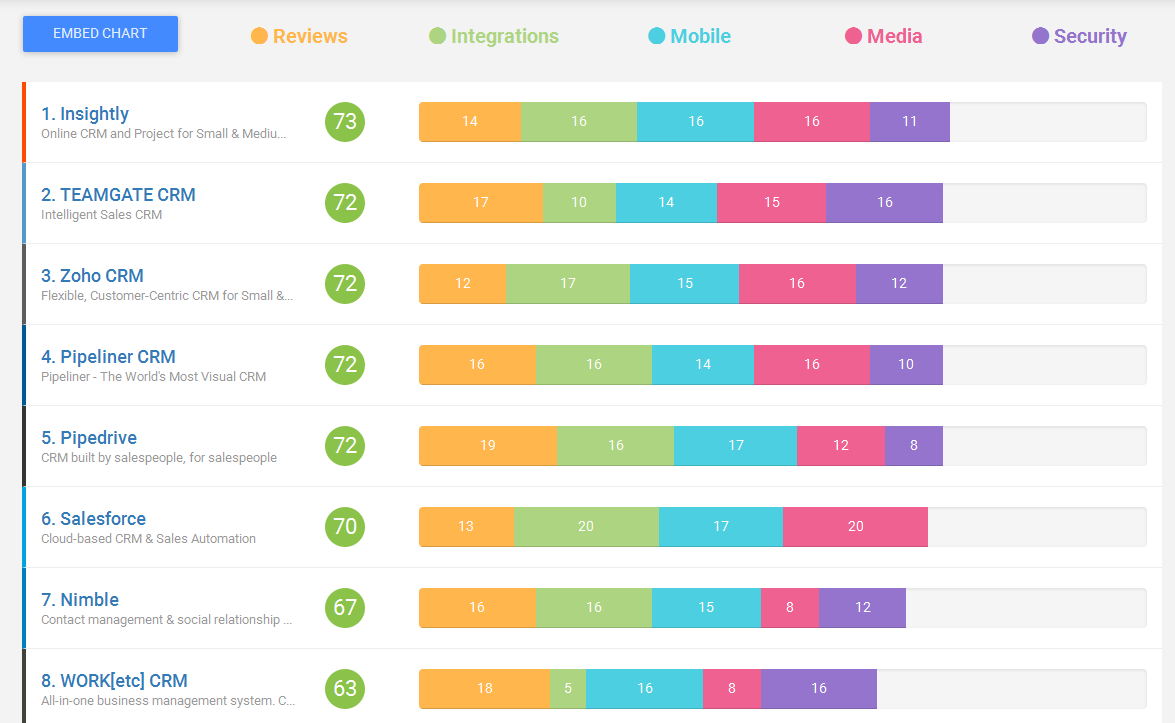 EMBED CHART
Reviews
Integrations
Mobile
Media
Security
1. Insightly
Online CRM and Project for Small & Mediu...
73
14 16 16 16 11
2. TEAMGATE CRM
Intelligent Sales CRM
72
17 10 14 15 16
3. Zoho CRM
Flexible, Customer-Centric CRM for Small &...
72
12 17 15 16 12
4. Pipeliner CRM
Pipeliner - The World's Most Visual CRM
72
16 16 14 16 10
5. Pipedrive
CRM built by salespeople, for salespeople
72
19 16 17 12 8
6. Salesforce
Cloud-based CRM & Sales Automation
70
13 20 17 20
7. Nimble
Contact management & social relationship ...
67
16 16 15 8 12
8. WORK[etc] CRM
All-in-one business management system. C...
63
18 5 16 8 16